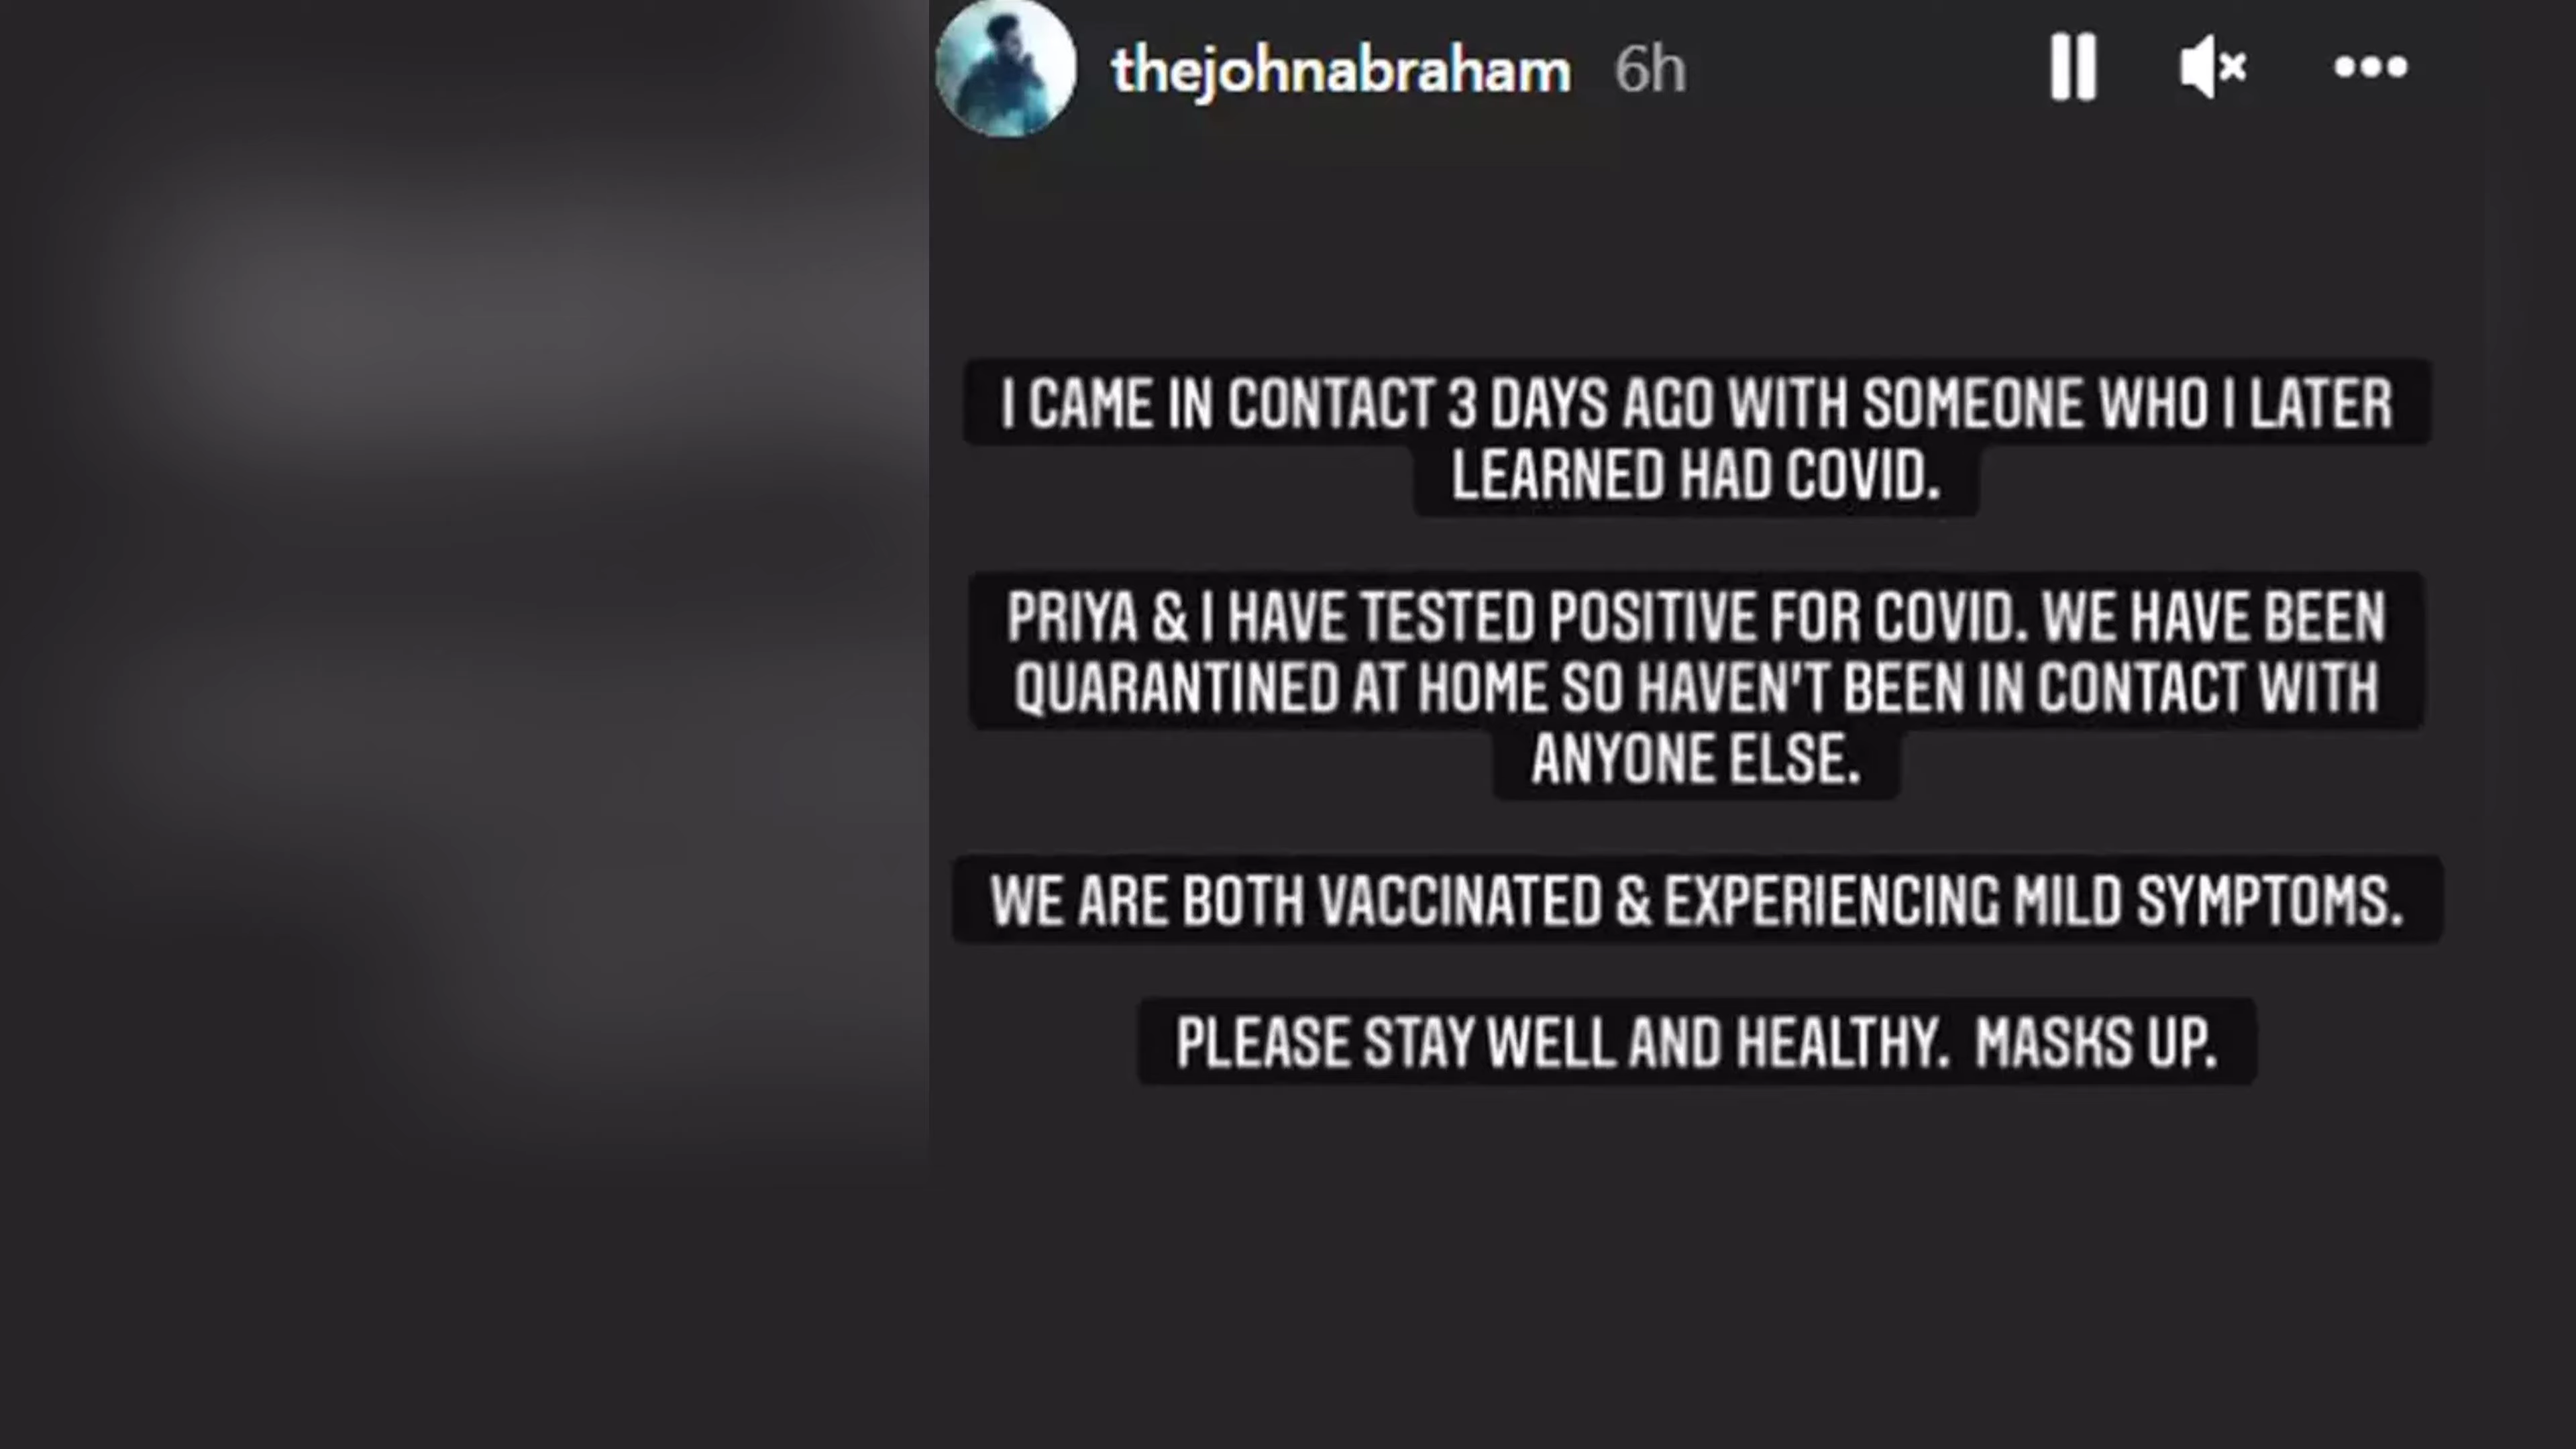 thejohnabraham 6h
I CAME IN CONTACT 3 DAYS AGO WITH SOMEONE WHO I LATER
LEARNED HAD COVID.
PRIYA & I HAVE TESTED POSITIVE FOR COVID. WE HAVE BEEN
QUARANTINED AT HOME SO HAVEN'T BEEN IN CONTACT WITH
ANYONE ELSE.
WE ARE BOTH VACCINATED & EXPERIENCING MILD SYMPTOMS.
PLEASE STAY WELL AND HEALTHY.  MASKS UP.